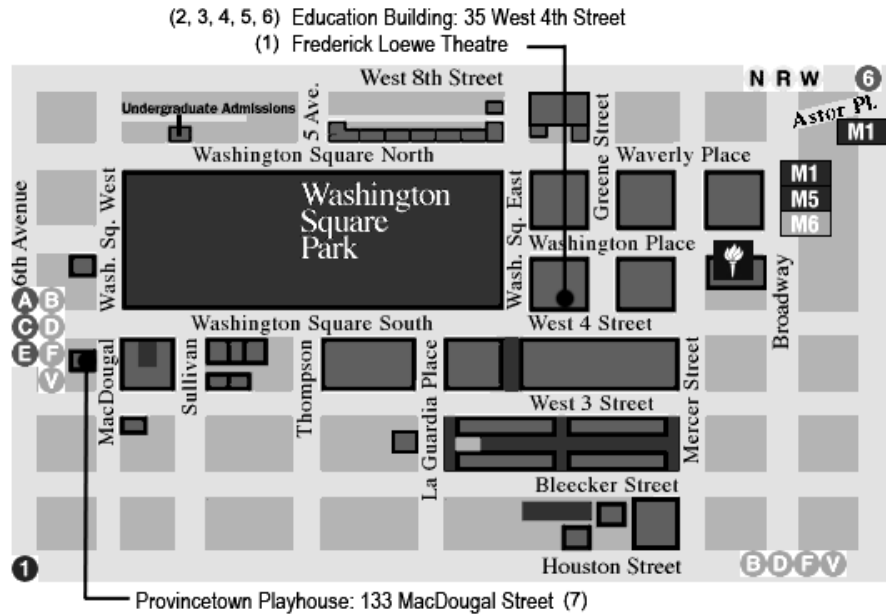 (2, 3, 4, 5, 6) Education Building: 35 West 4th Street
(1) Frederick Loewe Theatre
West 8th Street
N R W
6
Undergraduate Admissions
5 Ave.
Astor Pl.
M1
Washington Square North
Greene Street
Waverly Place
M1
M5
M6
6th Avenue
Wash. Sq. West
Washington
Square
Park
Wash. Sq. East
Washington Place
Broadway
A B
C D
E F
V
Washington Square South
West 4 Street
MacDougal
Sullivan
Thompson
La Guardia Place
Mercer Street
West 3 Street
Bleecker Street
Houston Street
1
B D F V
Provincetown Playhouse: 133 MacDougal Street (7)